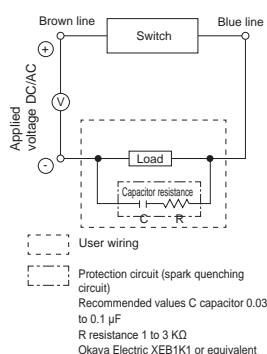 Brown line
Blue line
Switch
+
V
Applied
voltage DC/AC
-
Load
Capacitor resistance
C
R
User wiring
Protection circuit (spark quenching
circuit)
Recommended values C capacitor 0.03
to 0.1 μF
R resistance 1 to 3 KΩ
Okaya Electric XEB1K1 or equivalent